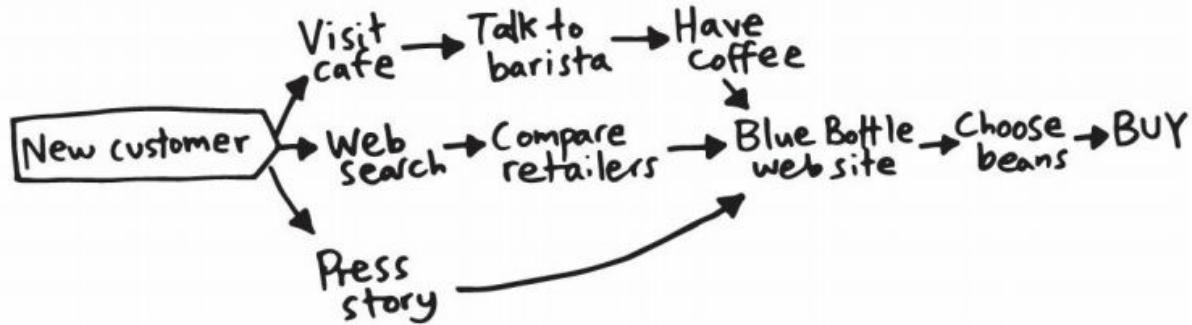 Visit
cafe
Talk to
barista
Have
coffee
New customer
Web
search
Compare
retailers
Blue Bottle
web site
Choose
beans
BUY
Press
story